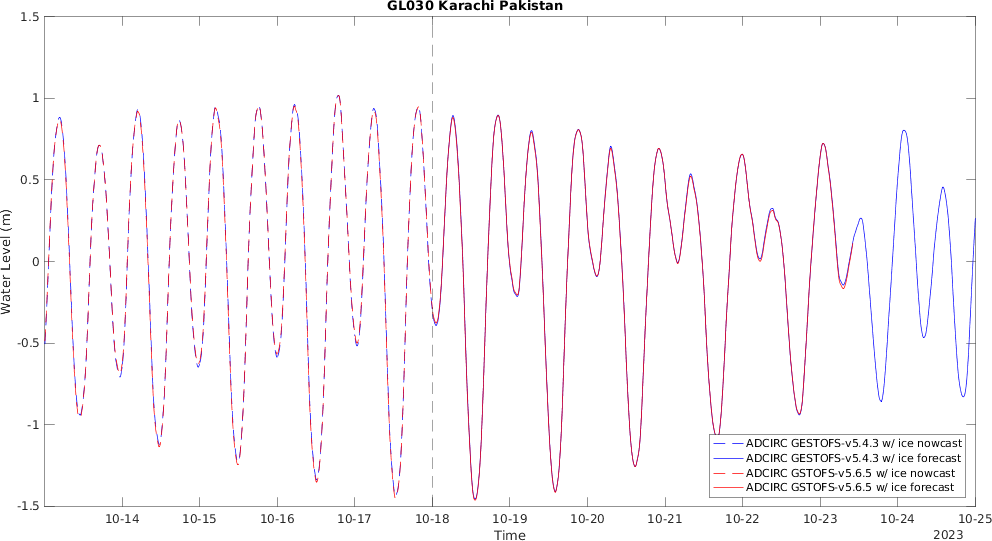 GL030 Karachi Pakistan
1.5
1
0.5
0
-0.5
-1
-1.5
Water Level (m)
10-14 10-15 10-16 10-17 10-18 10-19 10-20 10-21 10-22 10-23 10-24 10-25
2023
Time
ADCIRC GESTOFS-v5.4.3 w/ ice nowcast
ADCIRC GESTOFS-v5.4.3 w/ ice forecast
ADCIRC GSTOFS-v5.6.5 w/ ice nowcast
ADCIRC GSTOFS-v5.6.5 w/ ice forecast